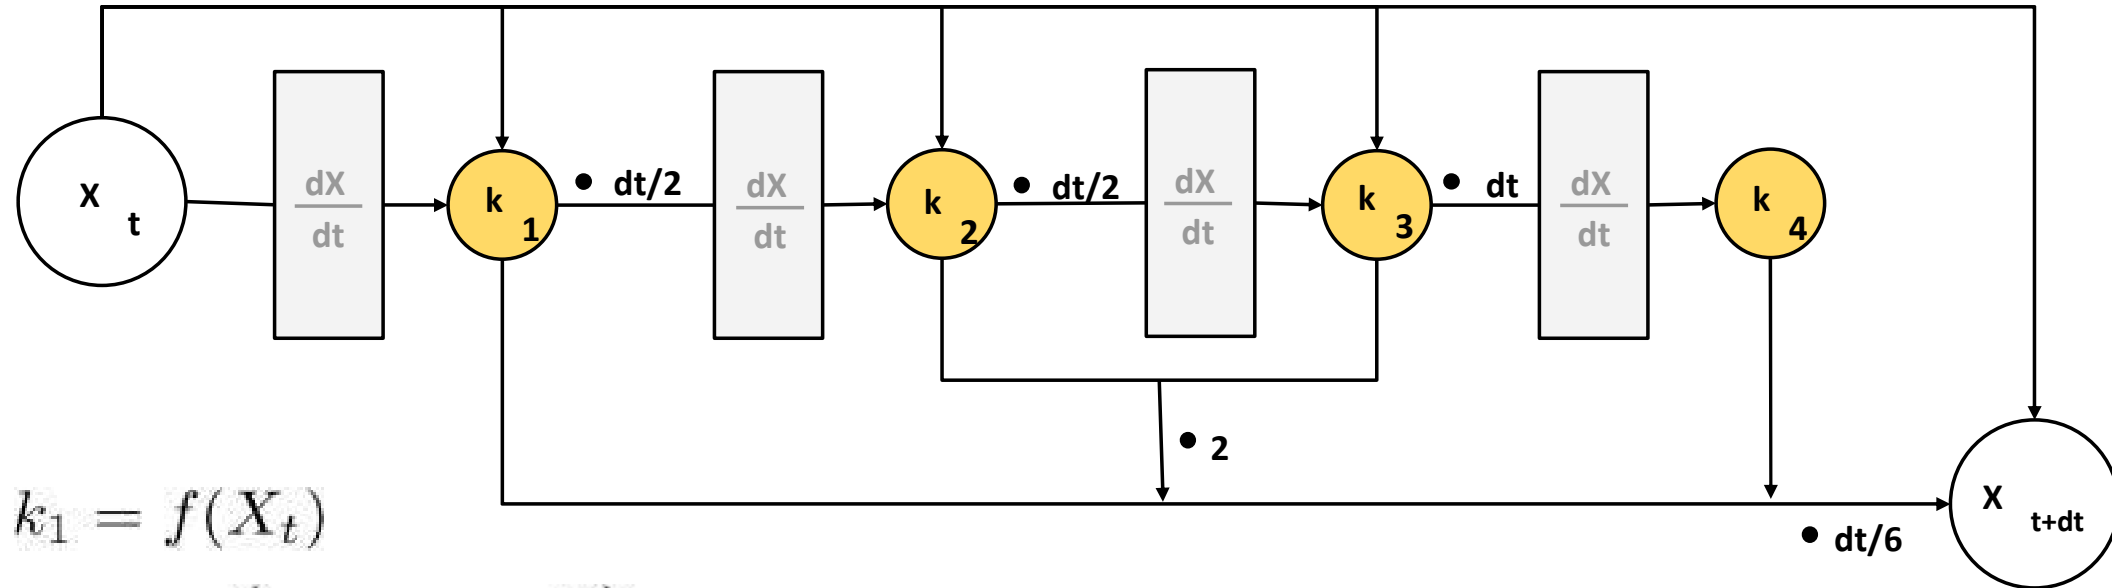 X t
dX
dt
k 1
• dt/2
dX
dt
k 2
• dt/2
dX
dt
k 3
• dt
dX
dt
k 4
• 2
• dt/6
X t+dt
k₁ = f(Xₜ)